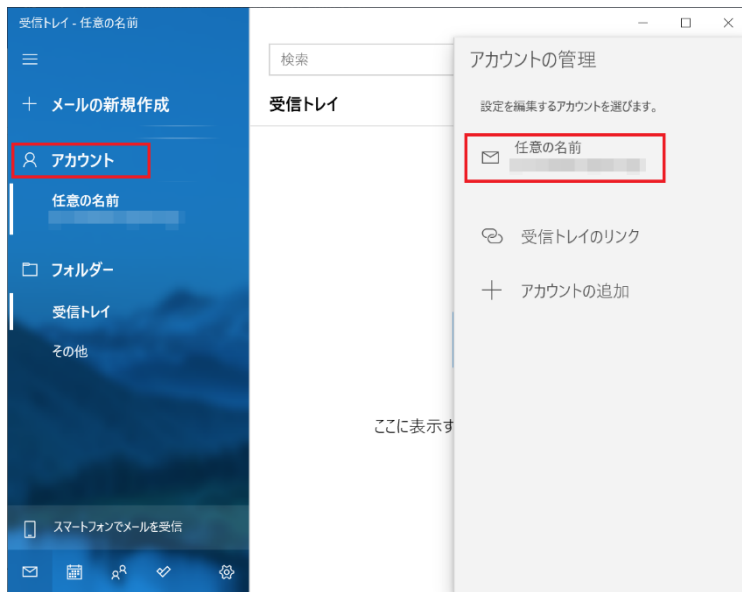 受信トレイ - 任意の名前
メールの新規作成
アカウント
任意の名前
フォルダー
受信トレイ
その他
スマートフォンでメールを受信
検索
受信トレイ
ここに表示す
アカウントの管理
設定を編集するアカウントを選びます。
任意の名前
受信トレイのリンク
アカウントの追加